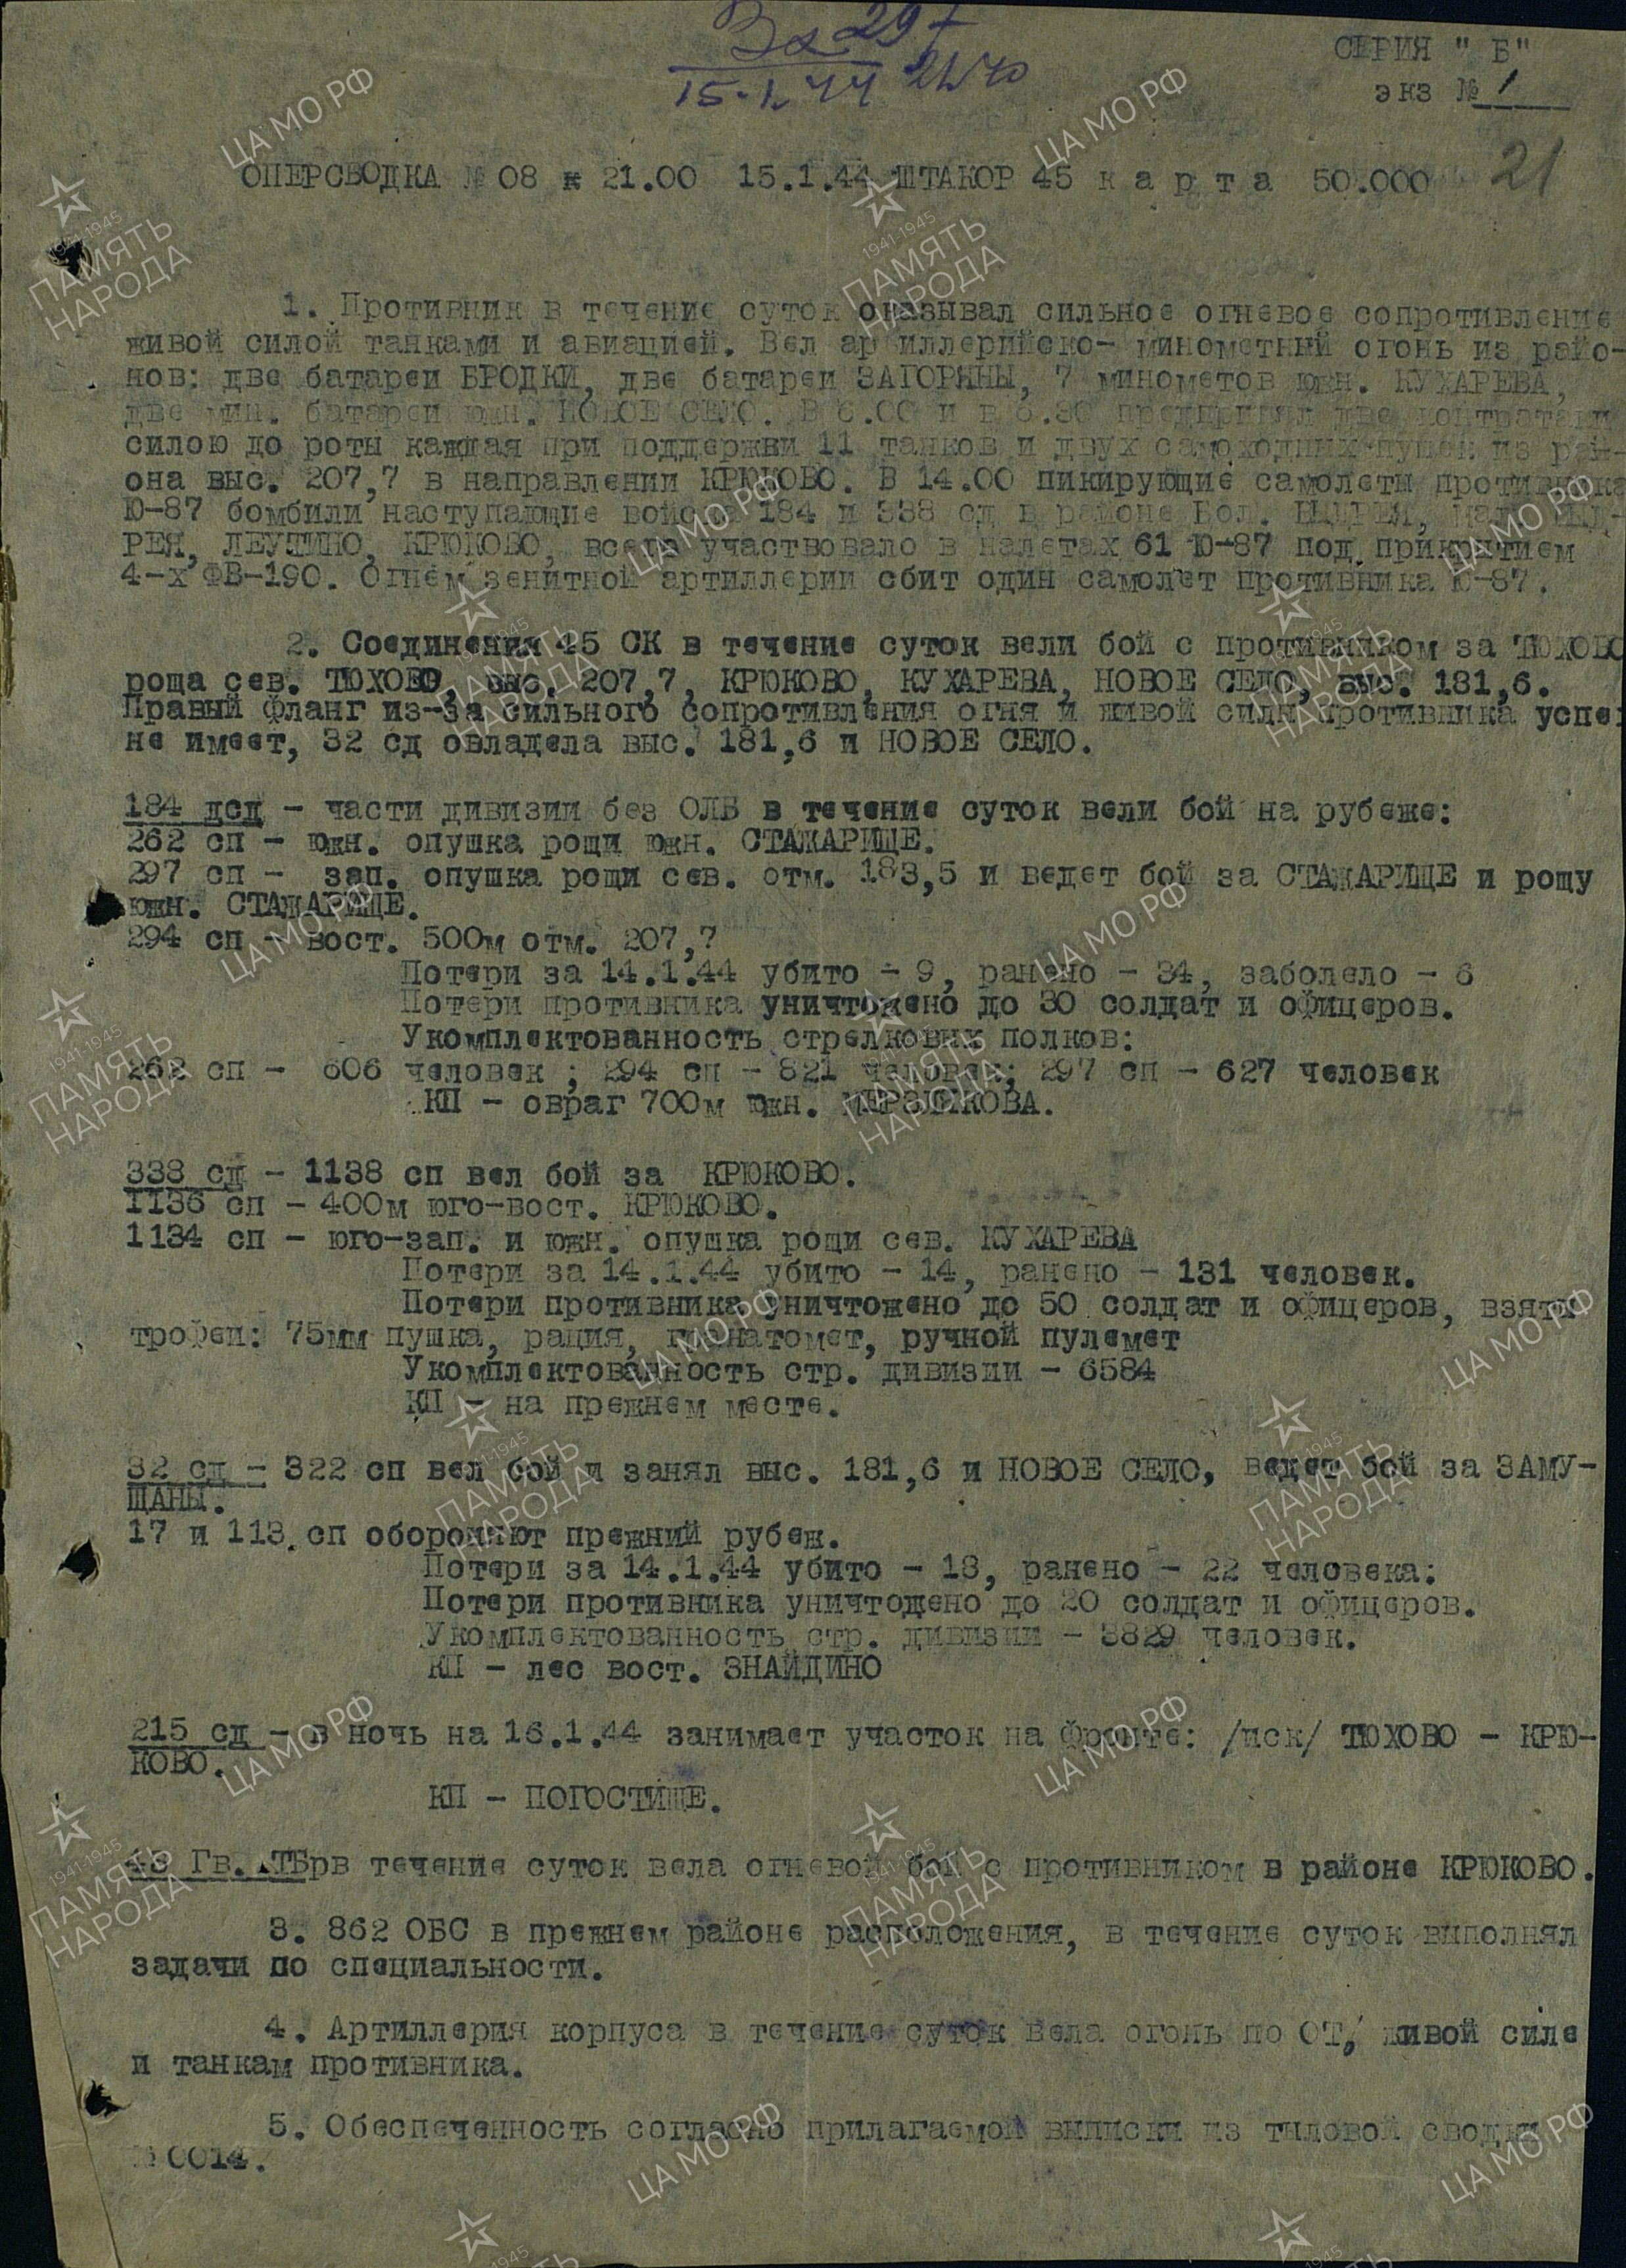 Вх 297
15.1.44 21.40
СЕРИЯ " Б"
экз № 1
21
ОПЕРСВОДКА № 08 к 21.00 15.1.44 ШТАКОР 45 к а р т а 50.000
1. Противник в течение суток оказывал сильное огневое сопротивление
живой силой танками и авиацией. Вел артиллерийско- минометный огонь из райо-
нов: две батареи БРОДКИ, две батареи ЗАГОРЯНЫ, 7 минометов южн. КУХАРЕВА,
две мин. батареи южн. НОВОЕ СЕЛО. В 6.00 и в 8.30 предпринял две контратаки
силою до роты каждая при поддержки 11 танков и двух самоходных пушек из рай-
она выс. 207,7 в направлении КРЮКОВО. В 14.00 пикирующие самолеты противника
Ю-87 бомбили наступающие войска 184 и 338 сд в районе Бол.
РЕЯ, ЛЕУТИНО, КРЮКОВО, всего участвовало в налетах 61 Ю-87 под прикрытием
4-х ФВ-190. Огнем зенитной артиллерии сбит один самолет противника Ю-87.
2. Соединения 45 СК в течение суток вели бой с противником за ТЮХОВО
роща сев. ТЮХОВО, выс. 207,7, КРЮКОВО, КУХАРЕВА, НОВОЕ СЕЛО, выс. 181,6.
Правый фланг из-за сильного сопротивления огня и живой силы противника успех
не имеет, 32 сд овладела выс. 181,6 и НОВОЕ СЕЛО.
184 дсд - части дивизии без ОЛБ в течение суток вели бой на рубеже:
262 сп - южн. опушка рощи южн. СТАЖАРИЩЕ.
297 сп - зап. опушка рощи сев. отм. 183,5 и ведет бой за СТАЖАРИЩЕ и рощу
южн. СТАЖАРИЩЕ.
294 сп - вост. 500м отм. 207,7
Потери за 14.1.44 убито - 9, ранено - 34, заболело - 6
Потери противника уничтожено до 30 солдат и офицеров.
Укомплектованность стрелковых полков:
262 сп - 606 человек ; 294 сп - 821 человек; 297 сп - 627 человек
КП - овраг 700м южн. МЕРЗЛЯКОВА.
338 сд - 1138 сп вел бой за КРЮКОВО.
1136 сп - 400м юго-вост. КРЮКОВО.
1134 сп - юго-зап. и южн. опушка рощи сев. КУХАРЕВА
Потери за 14.1.44 убито - 14, ранено - 131 человек.
Потери противника уничтожено до 50 солдат и офицеров, взяты
трофеи: 75мм пушка, рация, гранатомет, ручной пулемет
Укомплектованность стр. дивизии - 6584
КП - на прежнем месте.
32 сд - 322 сп вел бой и занял выс. 181,6 и НОВОЕ СЕЛО, ведет бой за ЗАМУ-
ЩАНЫ.
17 и 113 сп обороняют прежний рубеж.
Потери за 14.1.44 убито - 18, ранено - 22 человека:
Потери противника уничтожено до 20 солдат и офицеров.
Укомплектованность стр. дивизии - 3829 человек.
КП - лес вост. ЗНАЙДИНО
215 сд - в ночь на 16.1.44 занимает участок на фронте: /иск/ ТЮХОВО - КРЮ-
КОВО.
КП - ПОГОСТИЩЕ.
43 Гв. ТБрв течение суток вела огневой бой с противником в районе КРЮКОВО.
3. 862 ОБС в прежнем районе расположения, в течение суток выполнял
задачи по специальности.
4. Артиллерия корпуса в течение суток вела огонь по ОТ, живой силе
и танкам противника.
5. Обеспеченность согласно прилагаемой выписки из тыловой сводки
№ 0014.